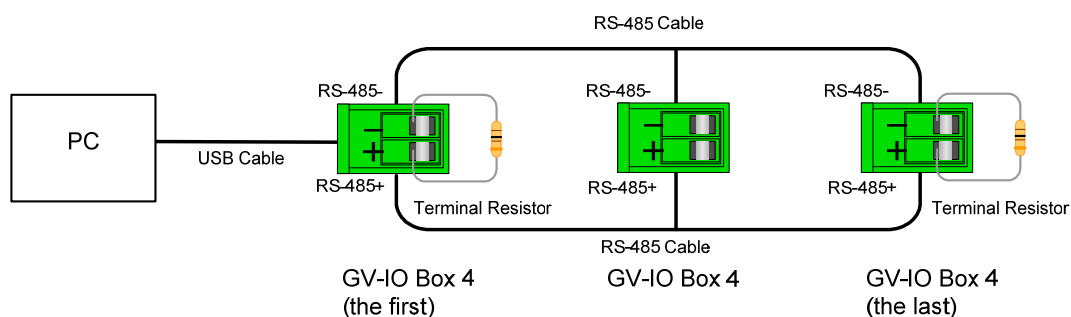 RS-485 Cable
RS-485-
RS-485-
RS-485-
PC
USB Cable
RS-485+
RS-485+
RS-485+
Terminal Resistor
Terminal Resistor
RS-485 Cable
GV-IO Box 4
(the first)
GV-IO Box 4
GV-IO Box 4
(the last)